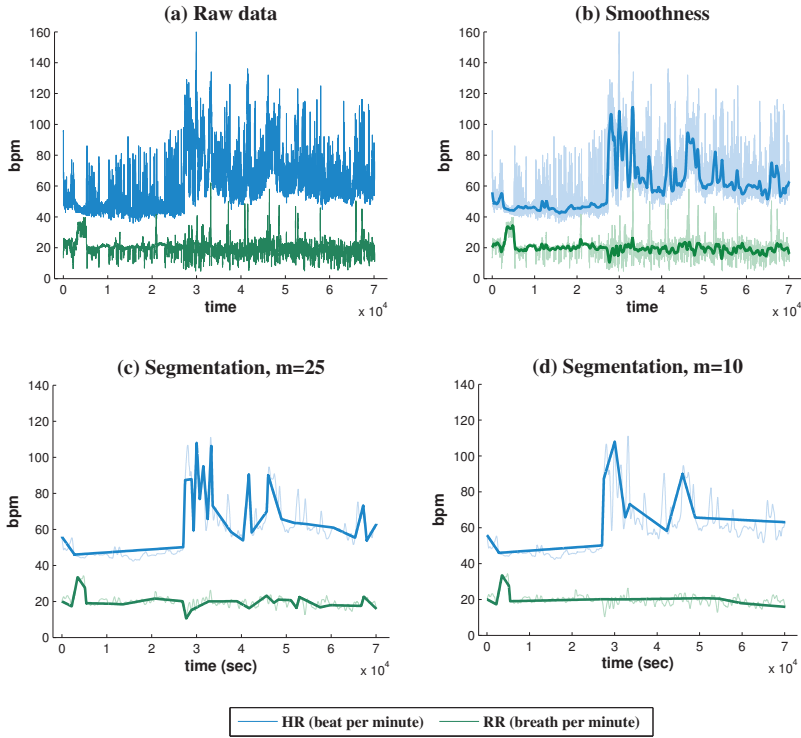 (a) Raw data
160
140
120
100
80
60
40
20
0
bpm
0 1 2 3 4 5 6 7
time
x 10^4
(b) Smoothness
160
140
120
100
80
60
40
20
0
bpm
0 1 2 3 4 5 6 7
time
x 10^4
(c) Segmentation, m=25
140
120
100
80
60
40
20
0
bpm
0 1 2 3 4 5 6 7
time (sec)
x 10^4
(d) Segmentation, m=10
140
120
100
80
60
40
20
0
bpm
0 1 2 3 4 5 6 7
time (sec)
x 10^4
HR (beat per minute) RR (breath per minute)